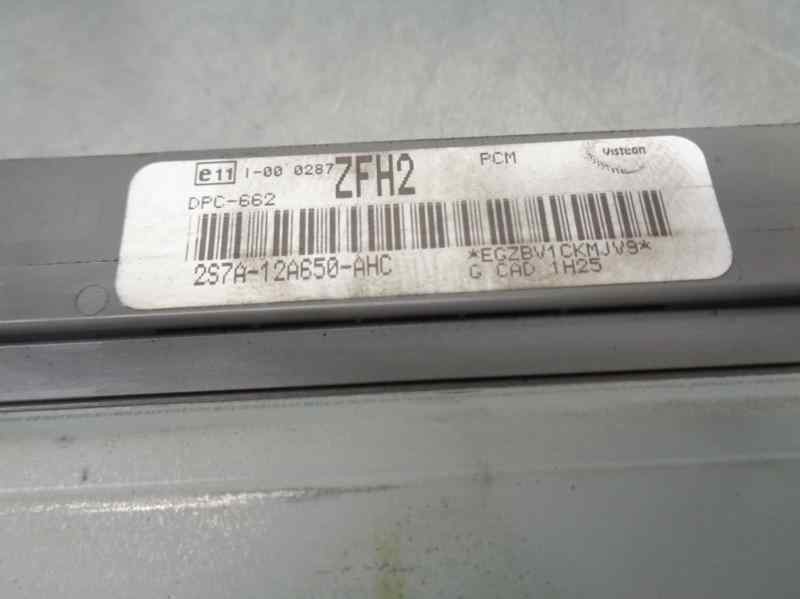 e11 I-00 0287 ZFH2 PCM Visteon
DPC-662
2S7A-12A650-AHC *EGZBV1CKMJV9*
G CAD 1H25